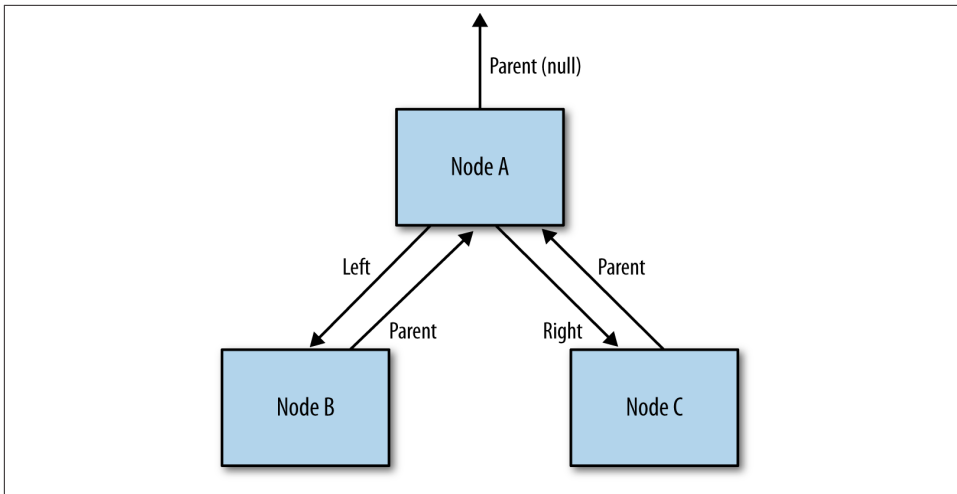 Parent (null)
Node A
Left
Parent
Parent
Right
Node B
Node C